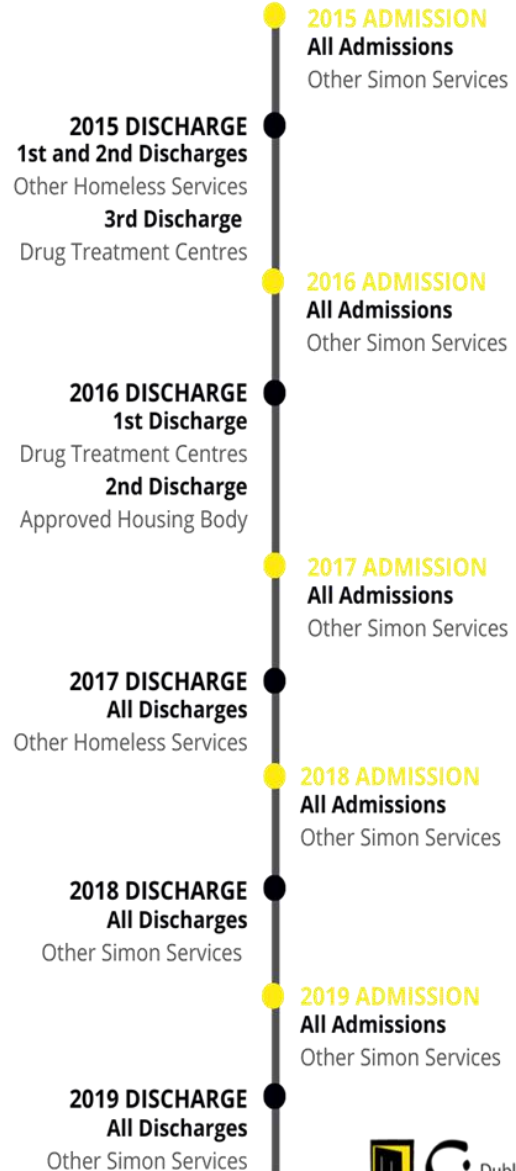 2015 ADMISSION
All Admissions
Other Simon Services
2015 DISCHARGE
1st and 2nd Discharges
Other Homeless Services
3rd Discharge
Drug Treatment Centres
2016 ADMISSION
All Admissions
Other Simon Services
2016 DISCHARGE
1st Discharge
Drug Treatment Centres
2nd Discharge
Approved Housing Body
2017 ADMISSION
All Admissions
Other Simon Services
2017 DISCHARGE
All Discharges
Other Homeless Services
2018 ADMISSION
All Admissions
Other Simon Services
2018 DISCHARGE
All Discharges
Other Simon Services
2019 ADMISSION
All Admissions
Other Simon Services
2019 DISCHARGE
All Discharges
Other Simon Services